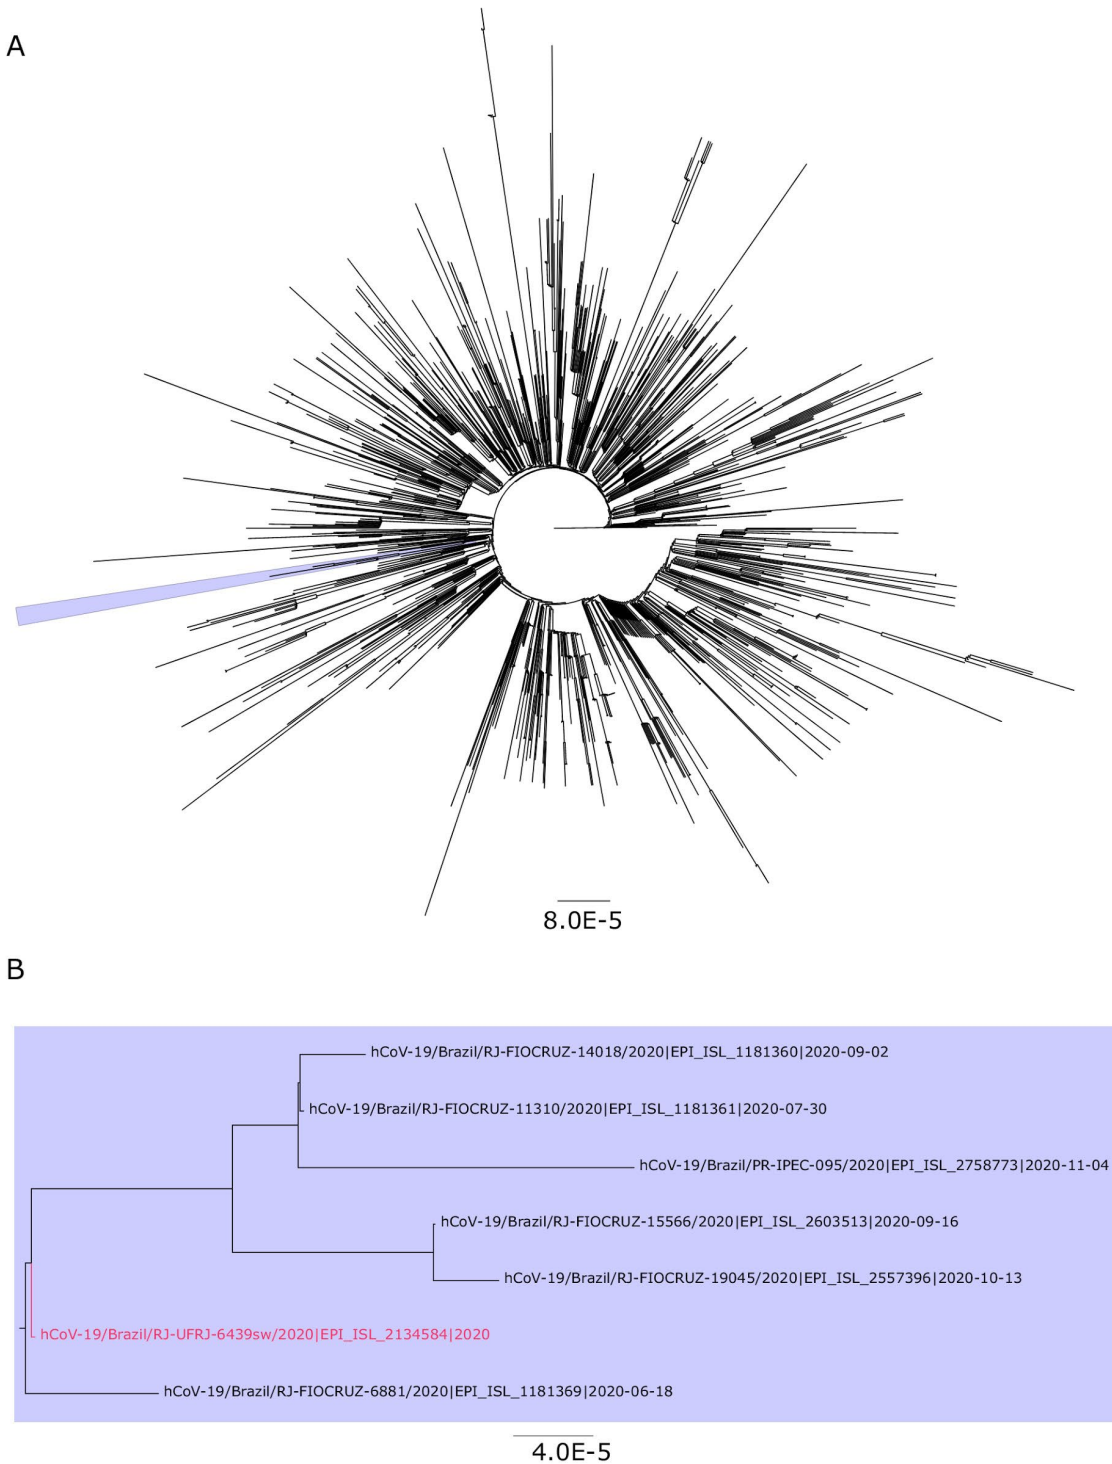 A
8.0E-5
B
hCoV-19/Brazil/RJ-FIOCRUZ-14018/2020|EPI_ISL_1181360|2020-09-02
hCoV-19/Brazil/RJ-FIOCRUZ-11310/2020|EPI_ISL_1181361|2020-07-30
hCoV-19/Brazil/PR-IPEC-095/2020|EPI_ISL_2758773|2020-11-04
hCoV-19/Brazil/RJ-FIOCRUZ-15566/2020|EPI_ISL_2603513|2020-09-16
hCoV-19/Brazil/RJ-FIOCRUZ-19045/2020|EPI_ISL_2557396|2020-10-13
hCoV-19/Brazil/RJ-UFRJ-6439sw/2020|EPI_ISL_2134584|2020
hCoV-19/Brazil/RJ-FIOCRUZ-6881/2020|EPI_ISL_1181369|2020-06-18
4.0E-5